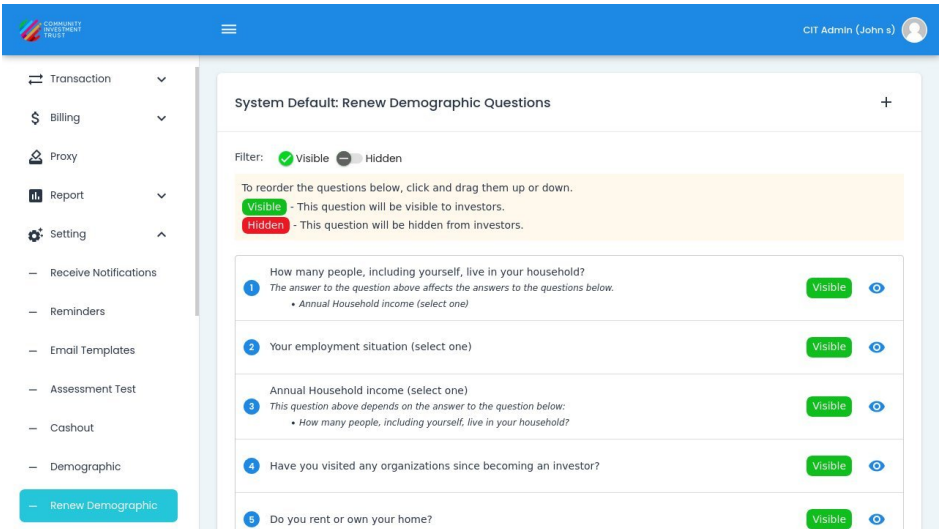 COMMUNITY
INVESTMENT
TRUST
CIT Admin (John s)
Transaction
Billing
Proxy
Report
Setting
Receive Notifications
Reminders
Email Templates
Assessment Test
Cashout
Demographic
Renew Demographic
System Default: Renew Demographic Questions
Filter: Visible Hidden
To reorder the questions below, click and drag them up or down.
Visible - This question will be visible to investors.
Hidden - This question will be hidden from investors.
1 How many people, including yourself, live in your household? Visible
The answer to the question above affects the answers to the questions below.
• Annual Household income (select one)
2 Your employment situation (select one) Visible
3 Annual Household income (select one) Visible
This question above depends on the answer to the question below:
• How many people, including yourself, live in your household?
4 Have you visited any organizations since becoming an investor? Visible
5 Do you rent or own your home? Visible